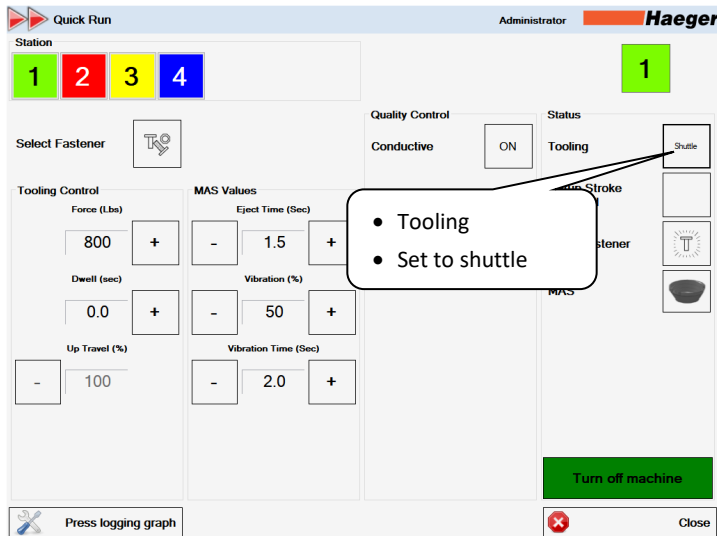 Quick Run
Administrator
Haeger
Station
1
2
3
4
1
Select Fastener
Quality Control
Conductive
ON
Status
Tooling
Shuttle
Stroke
• Tooling
• Set to shuttle
MAS
Tooling Control
Force (Lbs)
800
+
Dwell (sec)
0.0
+
Up Travel (%)
-
100
MAS Values
Eject Time (Sec)
-
1.5
+
Vibration (%)
-
50
+
Vibration Time (Sec)
-
2.0
+
Turn off machine
Press logging graph
Close